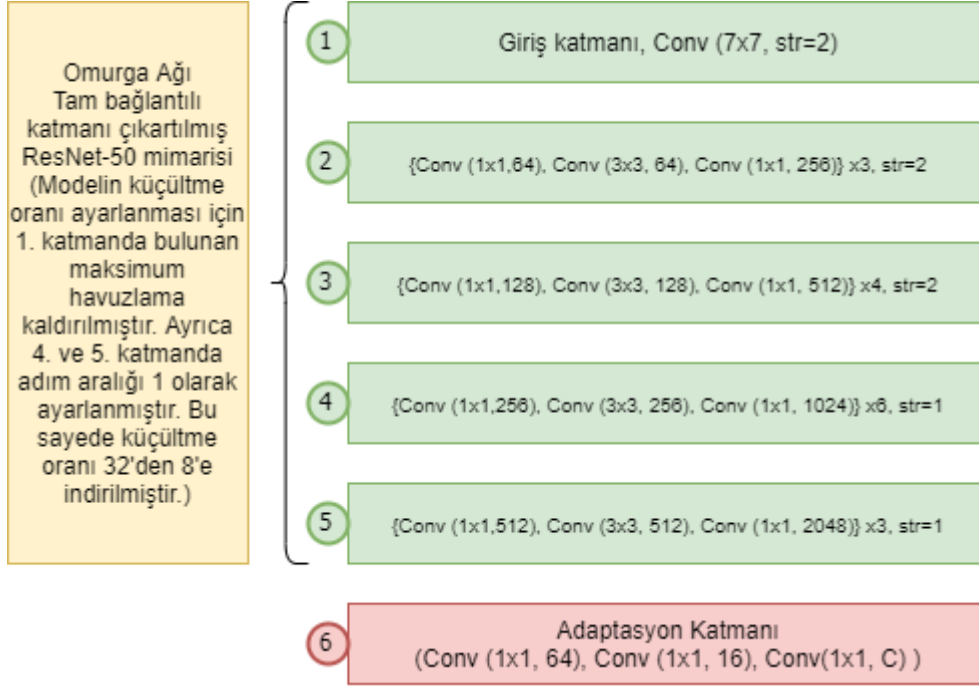 Omurga Ağı
Tam bağlantılı
katmanı çıkartılmış
ResNet-50 mimarisi
(Modelin küçültme
oranı ayarlanması için
1. katmanda bulunan
maksimum
havuzlama
kaldırılmıştır. Ayrıca
4. ve 5. katmanda
adım aralığı 1 olarak
ayarlanmıştır. Bu
sayede küçültme
oranı 32'den 8'e
indirilmiştir.)
1
Giriş katmanı, Conv (7x7, str=2)
2
{Conv (1x1,64), Conv (3x3, 64), Conv (1x1, 256)} x3, str=2
3
{Conv (1x1,128), Conv (3x3, 128), Conv (1x1, 512)} x4, str=2
4
{Conv (1x1,256), Conv (3x3, 256), Conv (1x1, 1024)} x6, str=1
5
{Conv (1x1,512), Conv (3x3, 512), Conv (1x1, 2048)} x3, str=1
6
Adaptasyon Katmanı
(Conv (1x1, 64), Conv (1x1, 16), Conv(1x1, C) )